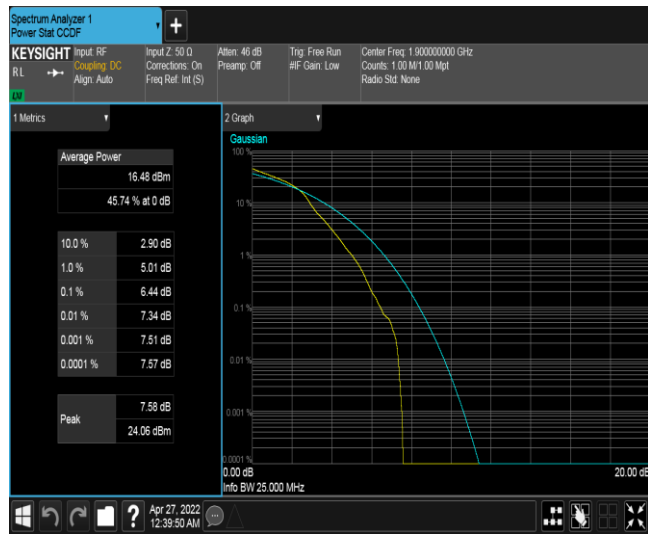 Spectrum Analyzer 1
Power Stat CCDF
+
KEYSIGHT
RL
Input: RF
Coupling: DC
Align: Auto
Input Z: 50 Ω
Corrections: On
Freq Ref: Int (S)
Atten: 46 dB
Preamp: Off
Trig: Free Run
#IF Gain: Low
Center Freq: 1.900000000 GHz
Counts: 1.00 M/1.00 Mpt
Radio Std: None
1 Metrics
Average Power
16.48 dBm
45.74 % at 0 dB
10.0 % 2.90 dB
1.0 % 5.01 dB
0.1 % 6.44 dB
0.01 % 7.34 dB
0.001 % 7.51 dB
0.0001 % 7.57 dB
Peak
7.58 dB
24.06 dBm
2 Graph
Gaussian
100 %
10 %
1 %
0.1 %
0.01 %
0.001 %
0.0001 %
0.00 dB 20.00 dB
Info BW 25.000 MHz
?
Apr 27, 2022
12:39:50 AM